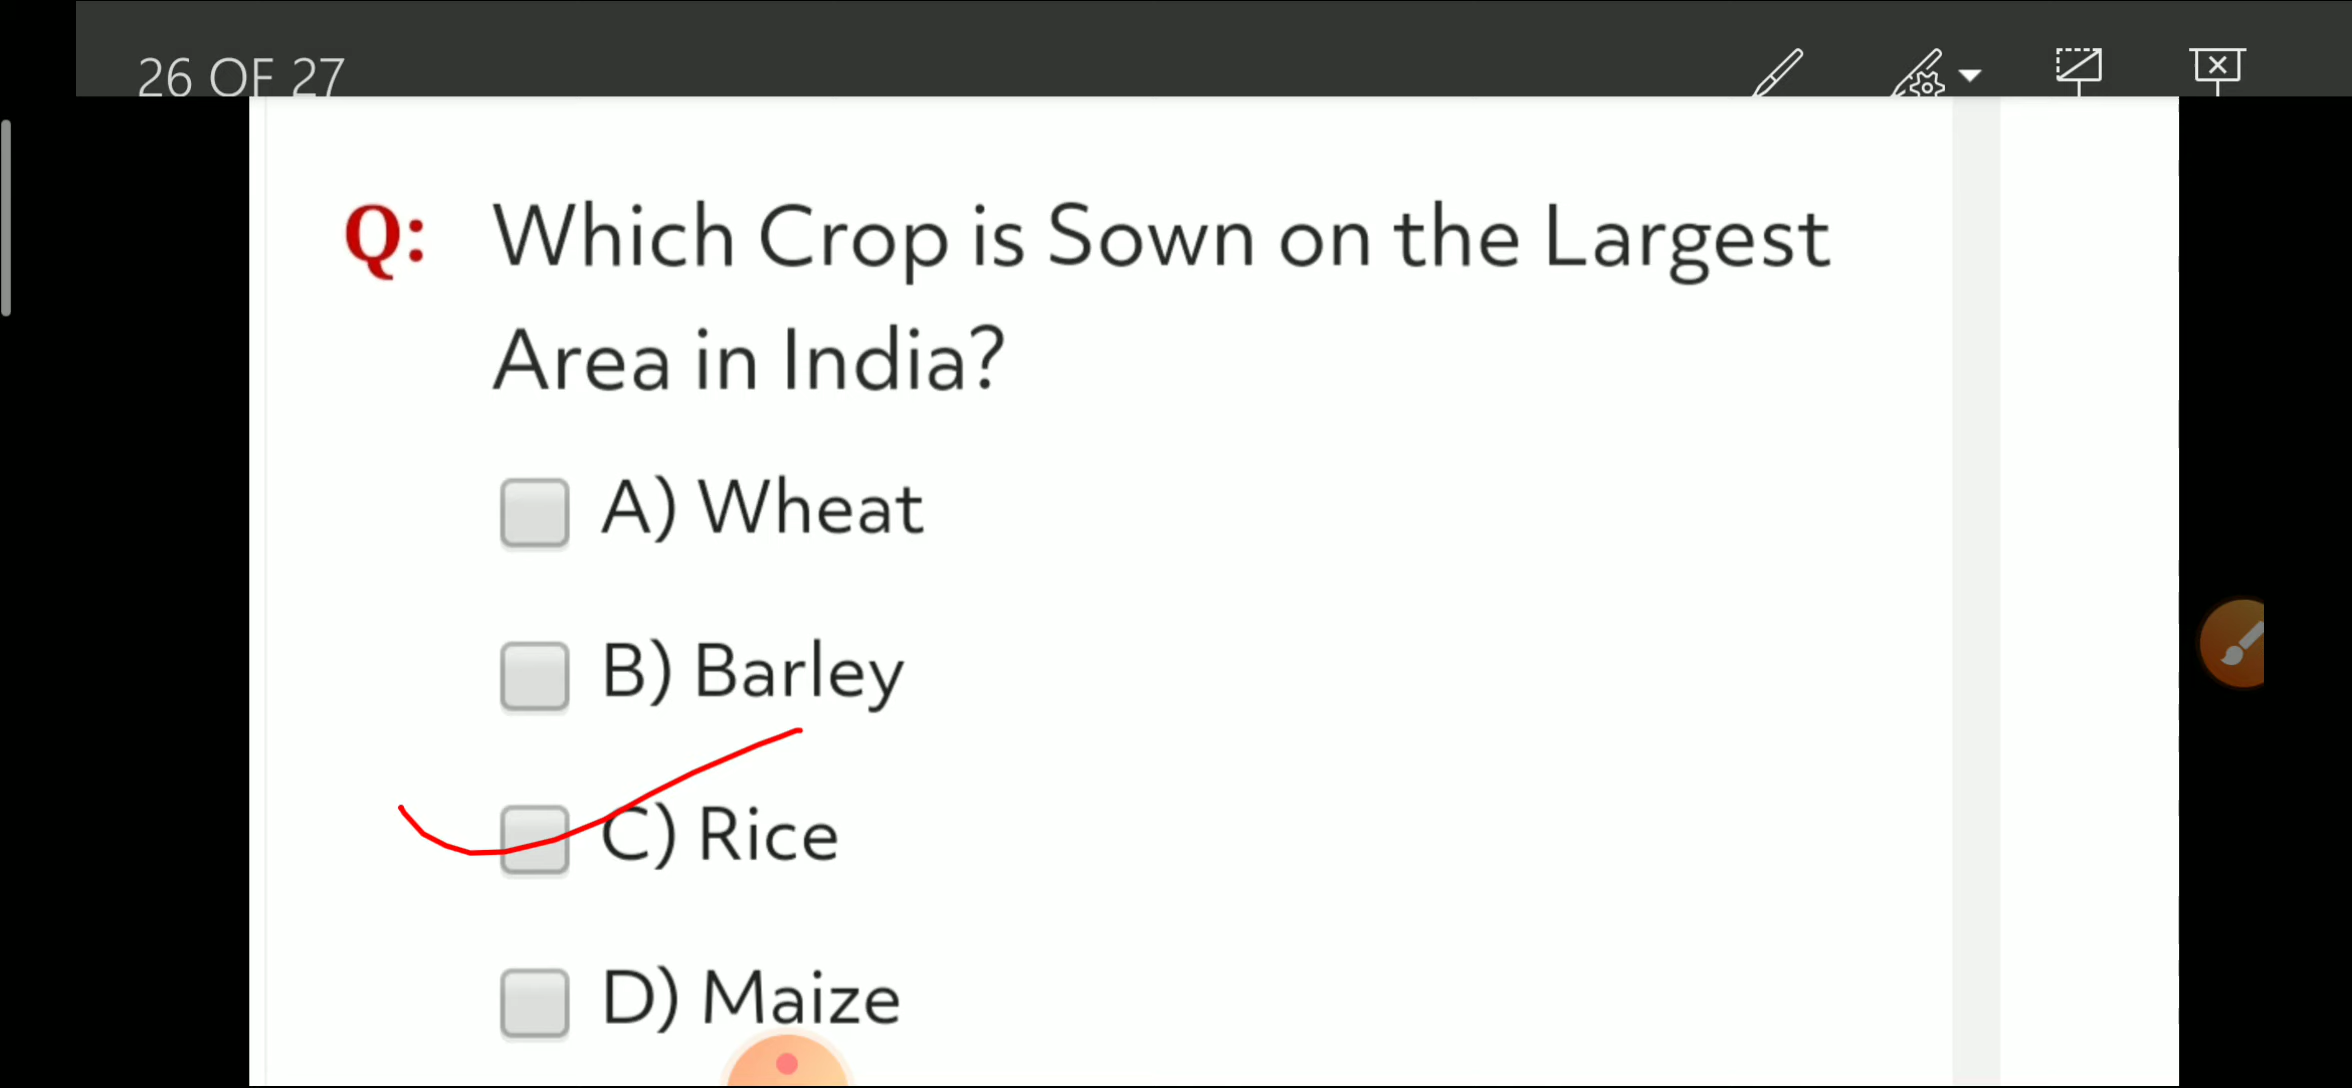 26 OF 27
Q: Which Crop is Sown on the Largest
Area in India?
A) Wheat
B) Barley
C) Rice
D) Maize